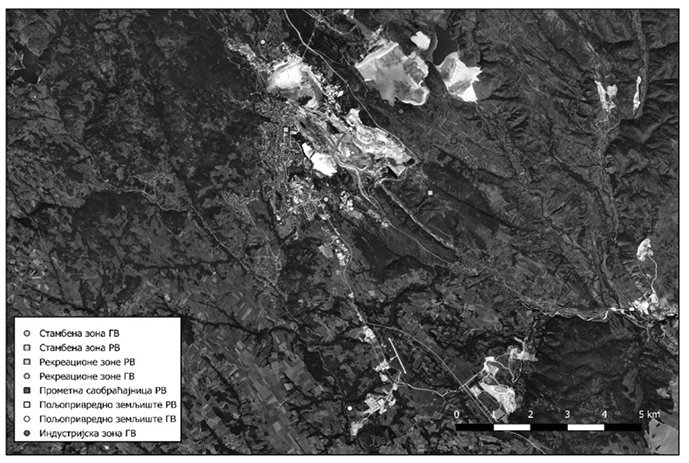 Стамбена зона ГВ
Стамбена зона РВ
Рекреационе зоне РВ
Рекреационе зоне ГВ
Прометна саобраћајница РВ
Пољопривредно земљиште РВ
Пољопривредно земљиште ГВ
Индустријска зона ГВ
0 1 2 3 4 5 km